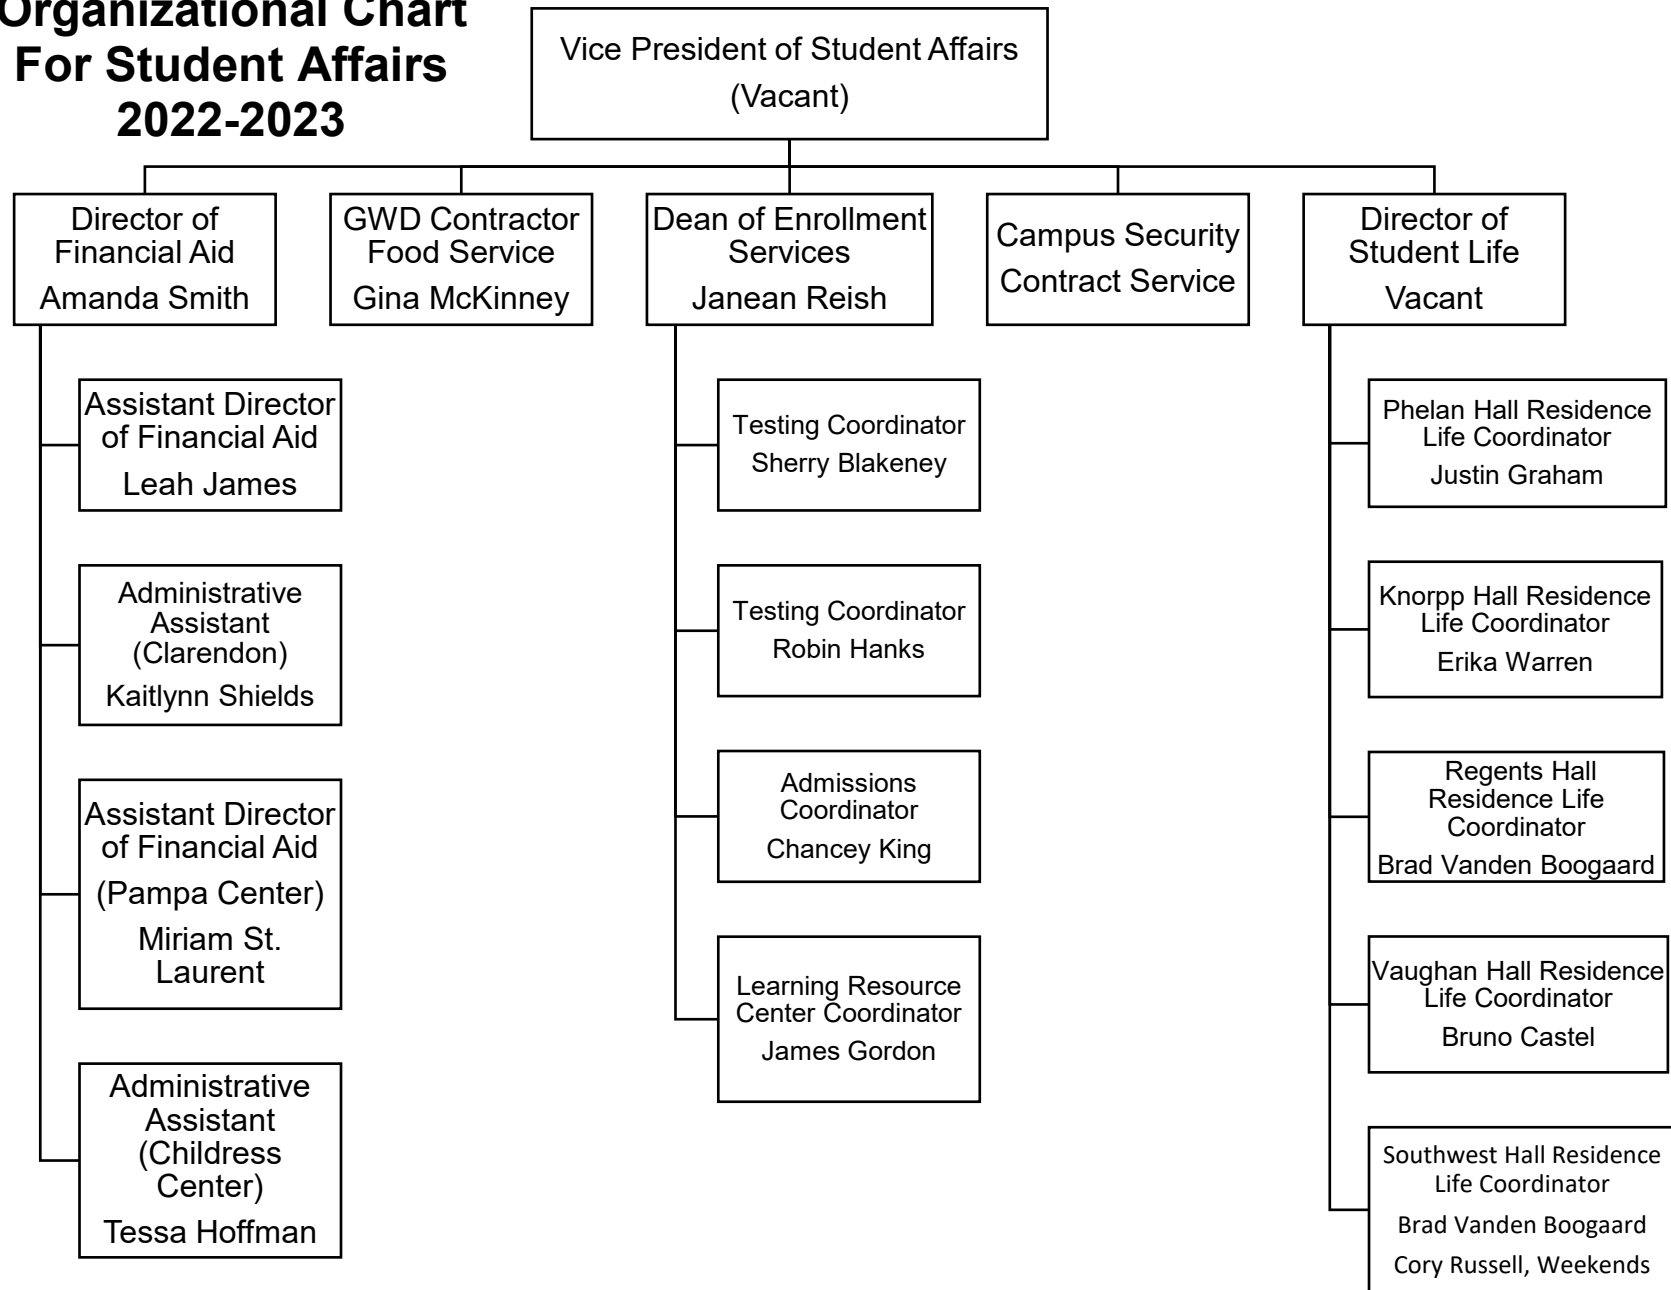 Organizational Chart
For Student Affairs
2022-2023
Vice President of Student Affairs
(Vacant)
Director of
Financial Aid
Amanda Smith
GWD Contractor
Food Service
Gina McKinney
Dean of Enrollment
Services
Janean Reish
Campus Security
Contract Service
Director of
Student Life
Vacant
Assistant Director
of Financial Aid
Leah James
Administrative
Assistant
(Clarendon)
Kaitlynn Shields
Assistant Director
of Financial Aid
(Pampa Center)
Miriam St.
Laurent
Administrative
Assistant
(Childress
Center)
Tessa Hoffman
Testing Coordinator
Sherry Blakeney
Testing Coordinator
Robin Hanks
Admissions
Coordinator
Chancey King
Learning Resource
Center Coordinator
James Gordon
Phelan Hall Residence
Life Coordinator
Justin Graham
Knorpp Hall Residence
Life Coordinator
Erika Warren
Regents Hall
Residence Life
Coordinator
Brad Vanden Boogaard
Vaughan Hall Residence
Life Coordinator
Bruno Castel
Southwest Hall Residence
Life Coordinator
Brad Vanden Boogaard
Cory Russell, Weekends